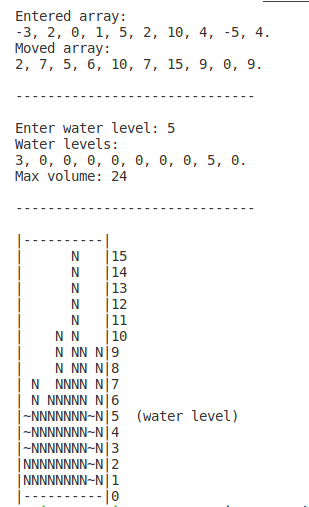 Entered array:
-3, 2, 0, 1, 5, 2, 10, 4, -5, 4.
Moved array:
2, 7, 5, 6, 10, 7, 15, 9, 0, 9.
------------------------------
Enter water level: 5
Water levels:
3, 0, 0, 0, 0, 0, 0, 0, 5, 0.
Max volume: 24
------------------------------
|----------|
|      N   |15
|      N   |14
|      N   |13
|      N   |12
|      N   |11
|    N N   |10
|    N NN N|9
|    N NN N|8
| N  NNNN N|7
| N NNNNN N|6
|~NNNNNNN~N|5  (water level)
|~NNNNNNN~N|4
|~NNNNNNN~N|3
|NNNNNNNN~N|2
|NNNNNNNN~N|1
|----------|0